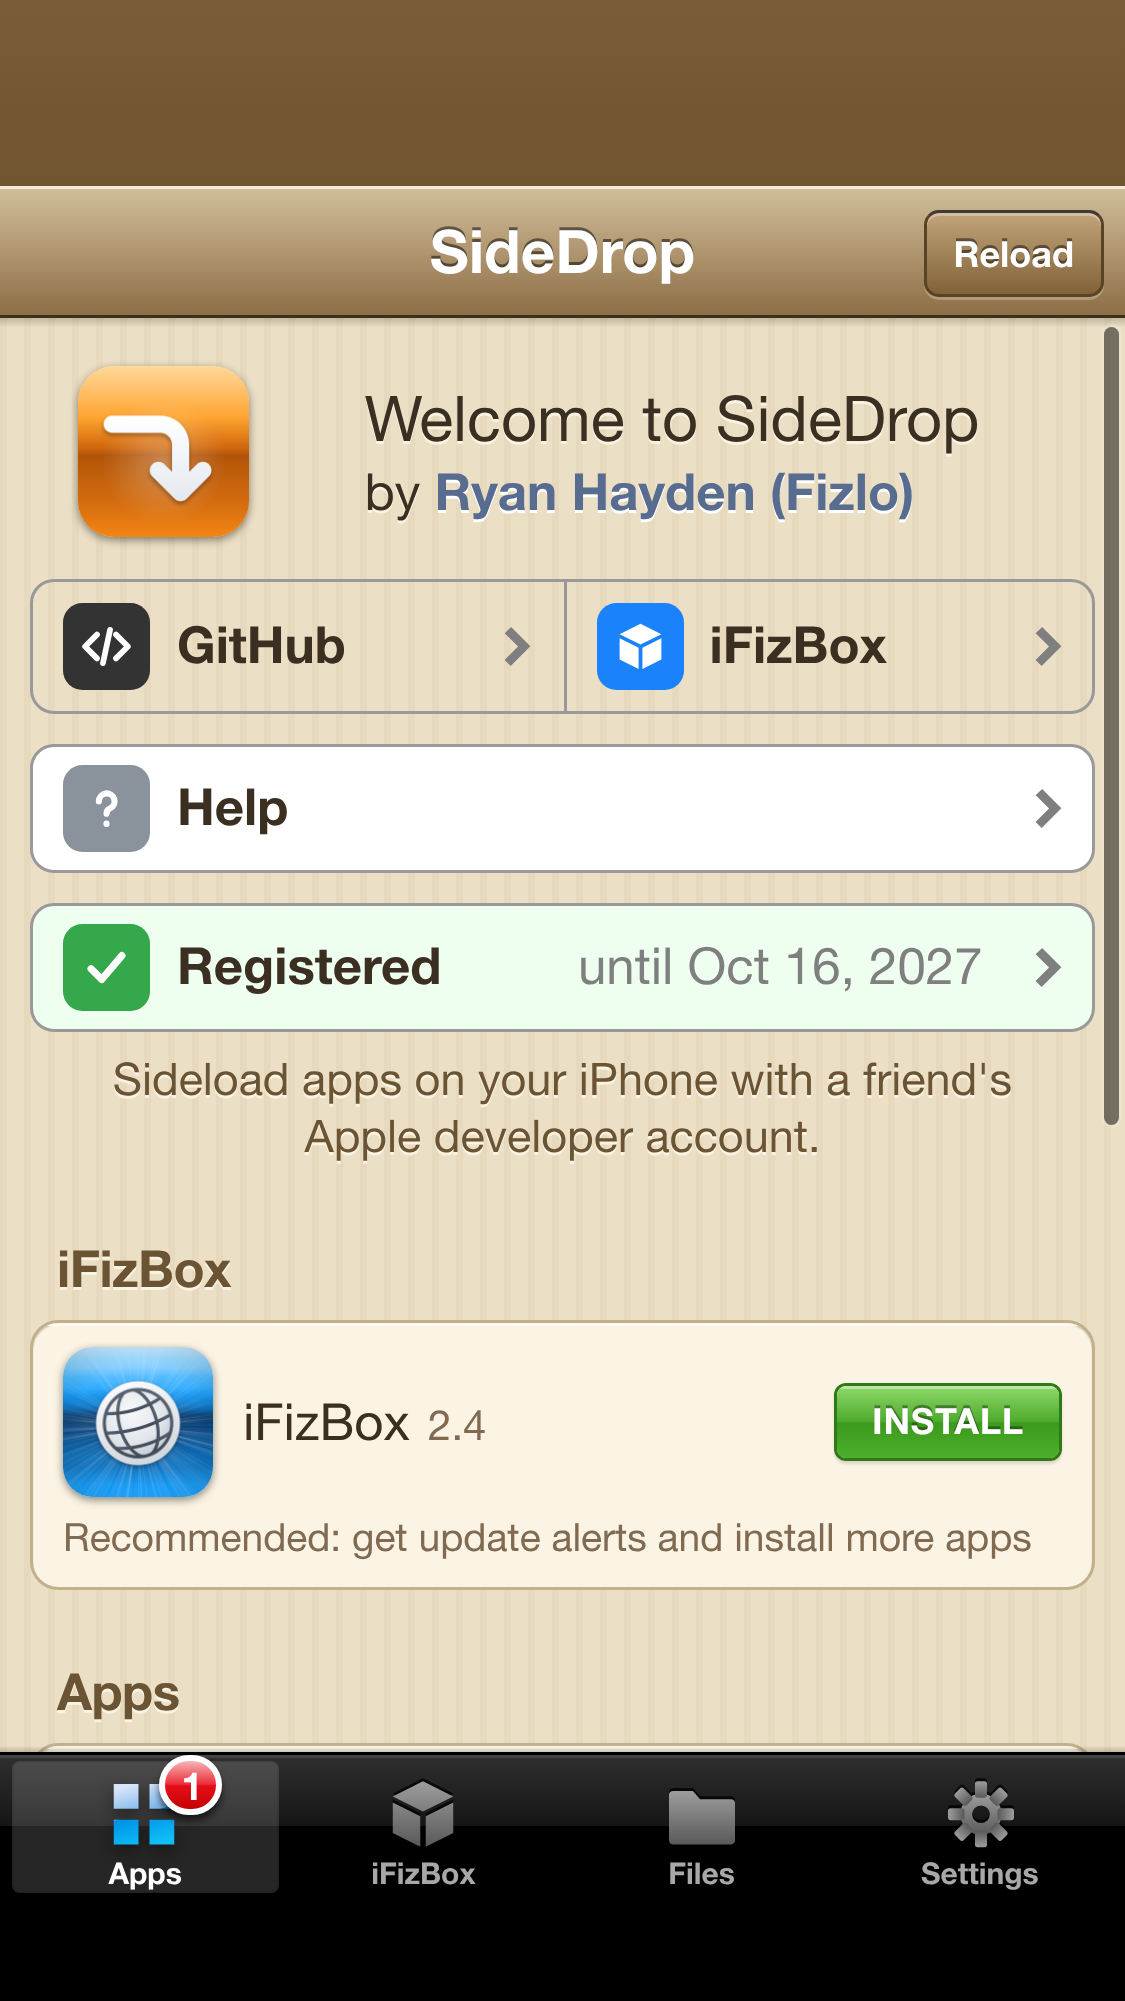 SideDrop
Reload
Welcome to SideDrop
by Ryan Hayden (Fizlo)
GitHub
iFizBox
Help
Registered until Oct 16, 2027
Sideload apps on your iPhone with a friend's
Apple developer account.
iFizBox
iFizBox 2.4
INSTALL
Recommended: get update alerts and install more apps
Apps
1
Apps
iFizBox
Files
Settings